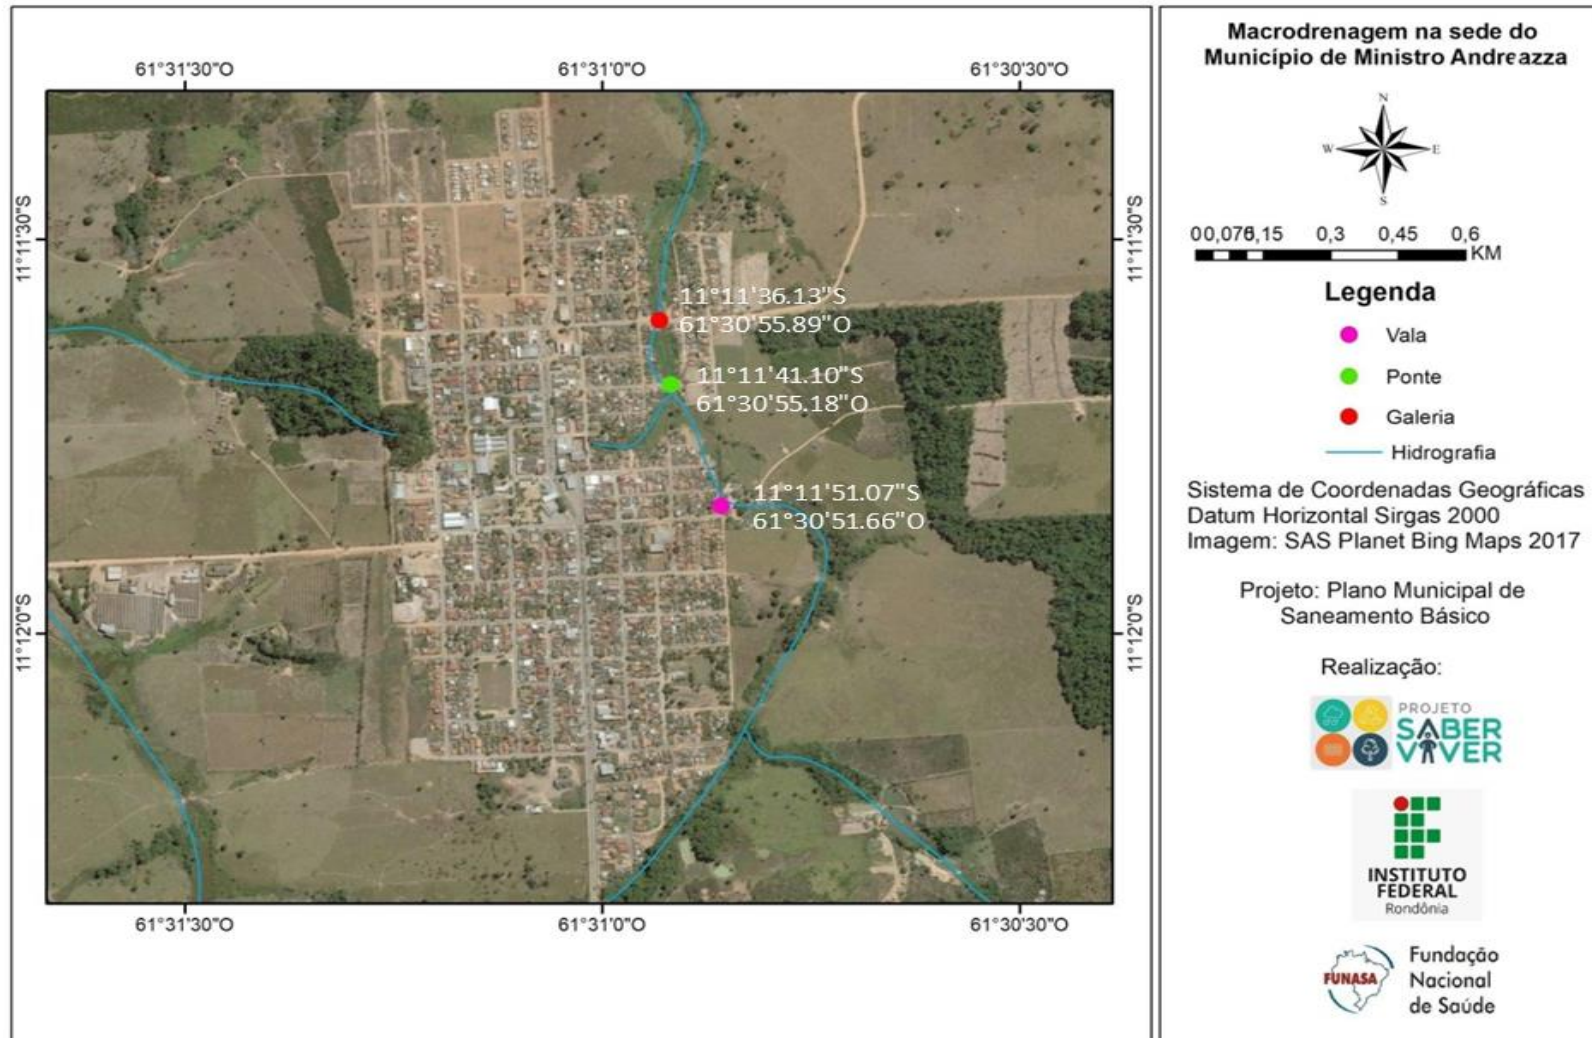 61°31'30"O 61°31'0"O 61°30'30"O
11°11'30"S 11°11'30"S
11°11'36.13"S
61°30'55.89"O
11°11'41.10"S
61°30'55.18"O
11°11'51.07"S
61°30'51.66"O
11°12'0"S 11°12'0"S
61°31'30"O 61°31'0"O 61°30'30"O
Macrodrenagem na sede do
Município de Ministro Andreazza
N
W E
S
0 0,075 0,15 0,3 0,45 0,6
KM
Legenda
Vala
Ponte
Galeria
Hidrografia
Sistema de Coordenadas Geográficas
Datum Horizontal Sirgas 2000
Imagem: SAS Planet Bing Maps 2017
Projeto: Plano Municipal de
Saneamento Básico
Realização:
PROJETO
SABER
VIVER
INSTITUTO
FEDERAL
Rondônia
FUNASA
Fundação
Nacional
de Saúde